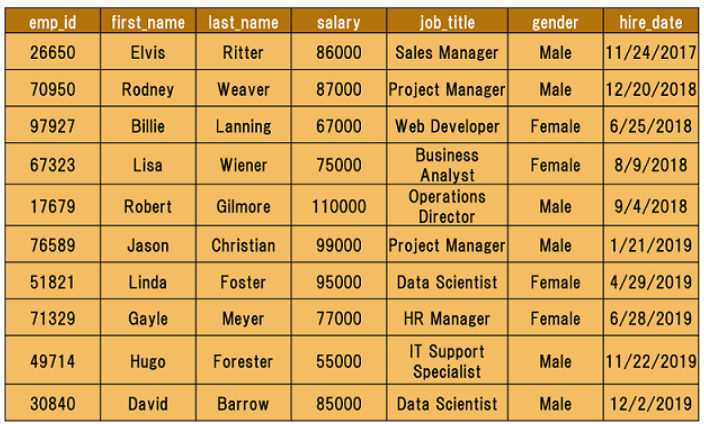 emp_id first_name last_name salary job_title gender hire_date
26650 Elvis Ritter 86000 Sales Manager Male 11/24/2017
70950 Rodney Weaver 87000 Project Manager Male 12/20/2018
97927 Billie Lanning 67000 Web Developer Female 6/25/2018
67323 Lisa Wiener 75000 Business Analyst Female 8/9/2018
17679 Robert Gilmore 110000 Operations Director Male 9/4/2018
76589 Jason Christian 99000 Project Manager Male 1/21/2019
51821 Linda Foster 95000 Data Scientist Female 4/29/2019
71329 Gayle Meyer 77000 HR Manager Female 6/28/2019
49714 Hugo Forester 55000 IT Support Specialist Male 11/22/2019
30840 David Barrow 85000 Data Scientist Male 12/2/2019